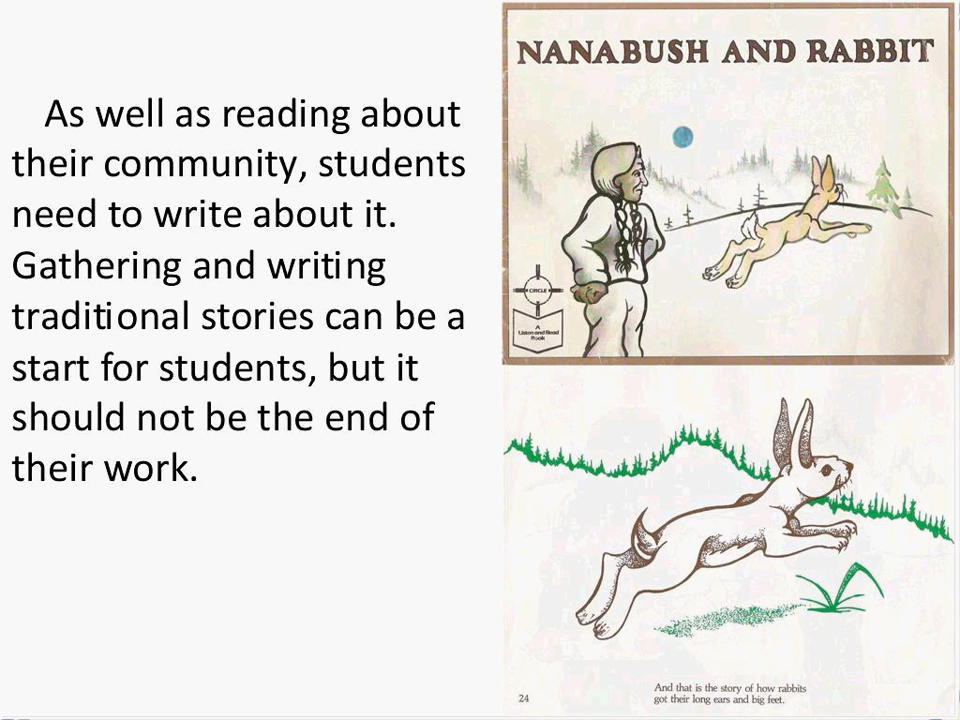 As well as reading about
their community, students
need to write about it.
Gathering and writing
traditional stories can be a
start for students, but it
should not be the end of
their work.
NANABUSH AND RABBIT
CIRCLE
A
Listen and Read
Book
And that is the story of how rabbits
got their long ears and big feet.
24